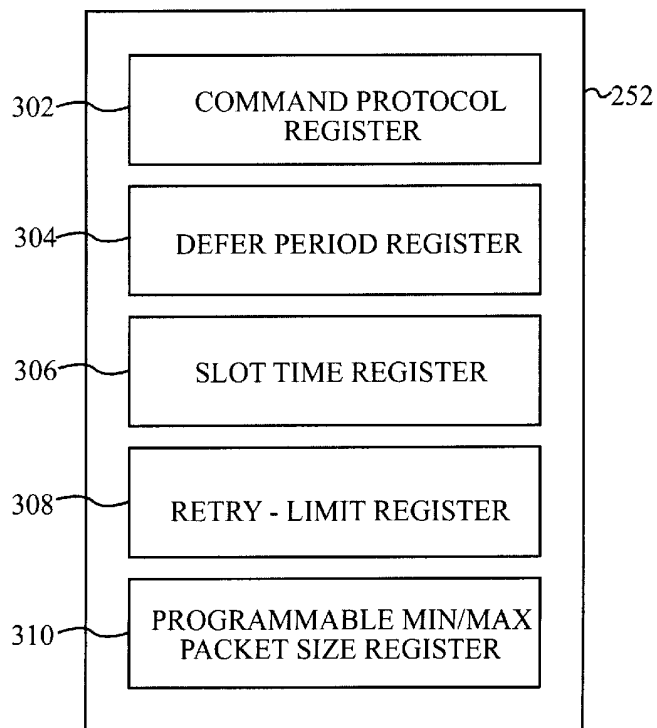 302
COMMAND PROTOCOL
REGISTER
252
304
DEFER PERIOD REGISTER
306
SLOT TIME REGISTER
308
RETRY - LIMIT REGISTER
310
PROGRAMMABLE MIN/MAX
PACKET SIZE REGISTER